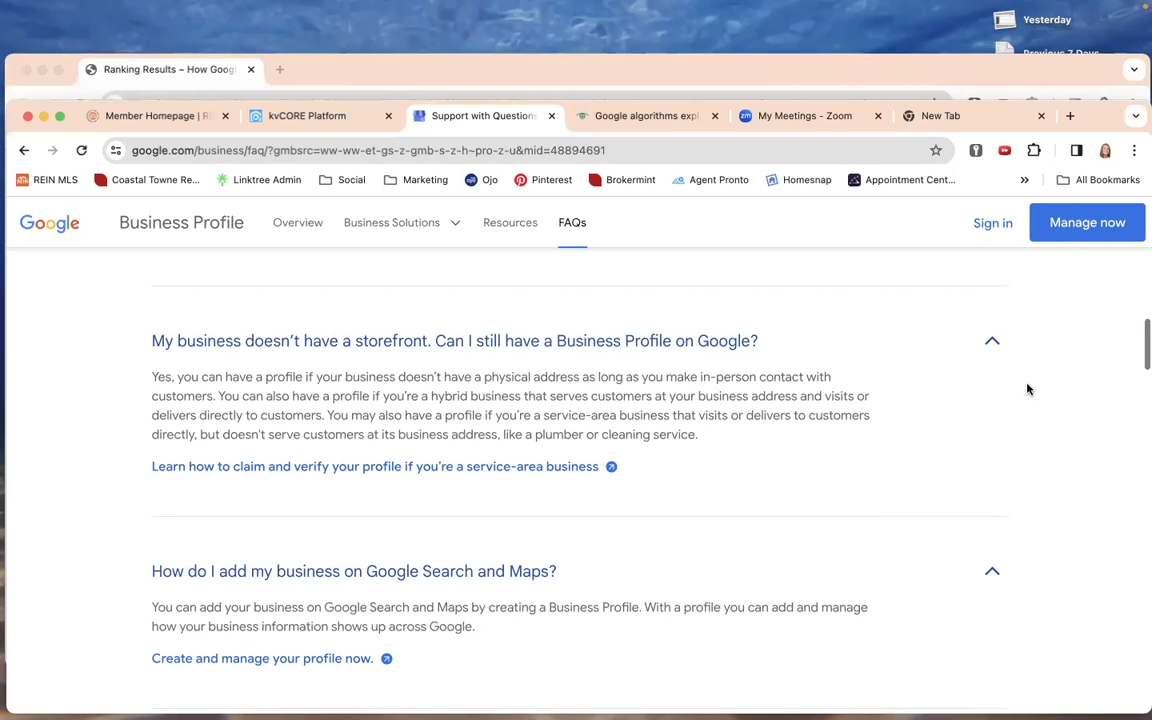 Yesterday
Previous 7 Days
Ranking Results – How Goog
Member Homepage | R
kvCORE Platform
Support with Questions
Google algorithms expl
My Meetings - Zoom
New Tab
google.com/business/faq/?gmbsrc=ww-ww-et-gs-z-gmb-s-z-h~pro-z-u&mid=48894691
REIN MLS
Coastal Towne Re...
Linktree Admin
Social
Marketing
Ojo
Pinterest
Brokermint
Agent Pronto
Homesnap
Appointment Cent...
All Bookmarks
Google
Business Profile
Overview
Business Solutions
Resources
FAQs
Sign in
Manage now
My business doesn’t have a storefront. Can I still have a Business Profile on Google?
Yes, you can have a profile if your business doesn’t have a physical address as long as you make in-person contact with
customers. You can also have a profile if you’re a hybrid business that serves customers at your business address and visits or
delivers directly to customers. You may also have a profile if you’re a service-area business that visits or delivers to customers
directly, but doesn't serve customers at its business address, like a plumber or cleaning service.
Learn how to claim and verify your profile if you’re a service-area business
How do I add my business on Google Search and Maps?
You can add your business on Google Search and Maps by creating a Business Profile. With a profile you can add and manage
how your business information shows up across Google.
Create and manage your profile now.